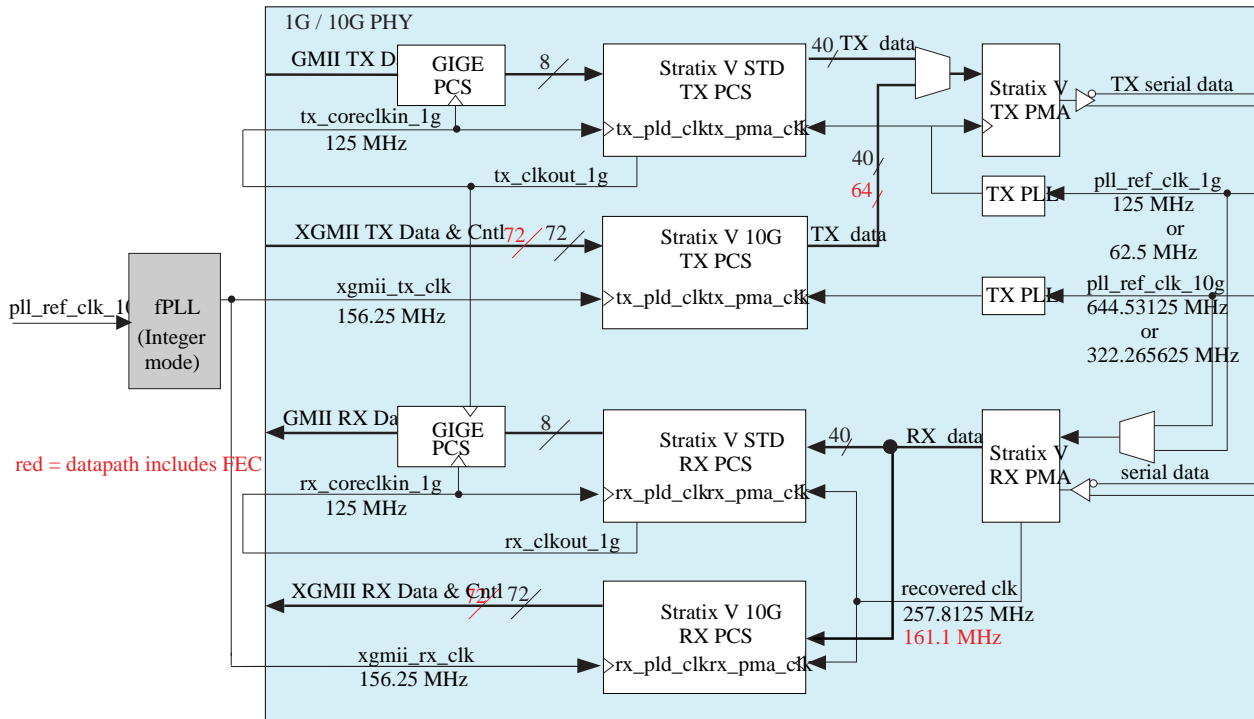 1G / 10G PHY
GMII TX D
GIGE
PCS
8
Stratix V STD
TX PCS
40
TX data
Stratix V
TX PMA
TX serial data
tx_coreclkin_1g
125 MHz
tx_pld_clk
tx_pma_clk
tx_clkout_1g
40
64
TX PLL
pll_ref_clk_1g
125 MHz
or
62.5 MHz
XGMII TX Data & Cntl
72
72
Stratix V 10G
TX PCS
TX data
pll_ref_clk_10
fPLL
(Integer
mode)
xgmii_tx_clk
156.25 MHz
tx_pld_clk
tx_pma_clk
TX PLL
pll_ref_clk_10g
644.53125 MHz
or
322.265625 MHz
GMII RX Da
GIGE
PCS
8
Stratix V STD
RX PCS
40
RX data
Stratix V
RX PMA
serial data
red = datapath includes FEC
rx_coreclkin_1g
125 MHz
rx_pld_clk
rx_pma_clk
rx_clkout_1g
XGMII RX Data & Cntl
72
72
Stratix V 10G
RX PCS
recovered clk
257.8125 MHz
161.1 MHz
xgmii_rx_clk
156.25 MHz
rx_pld_clk
rx_pma_clk